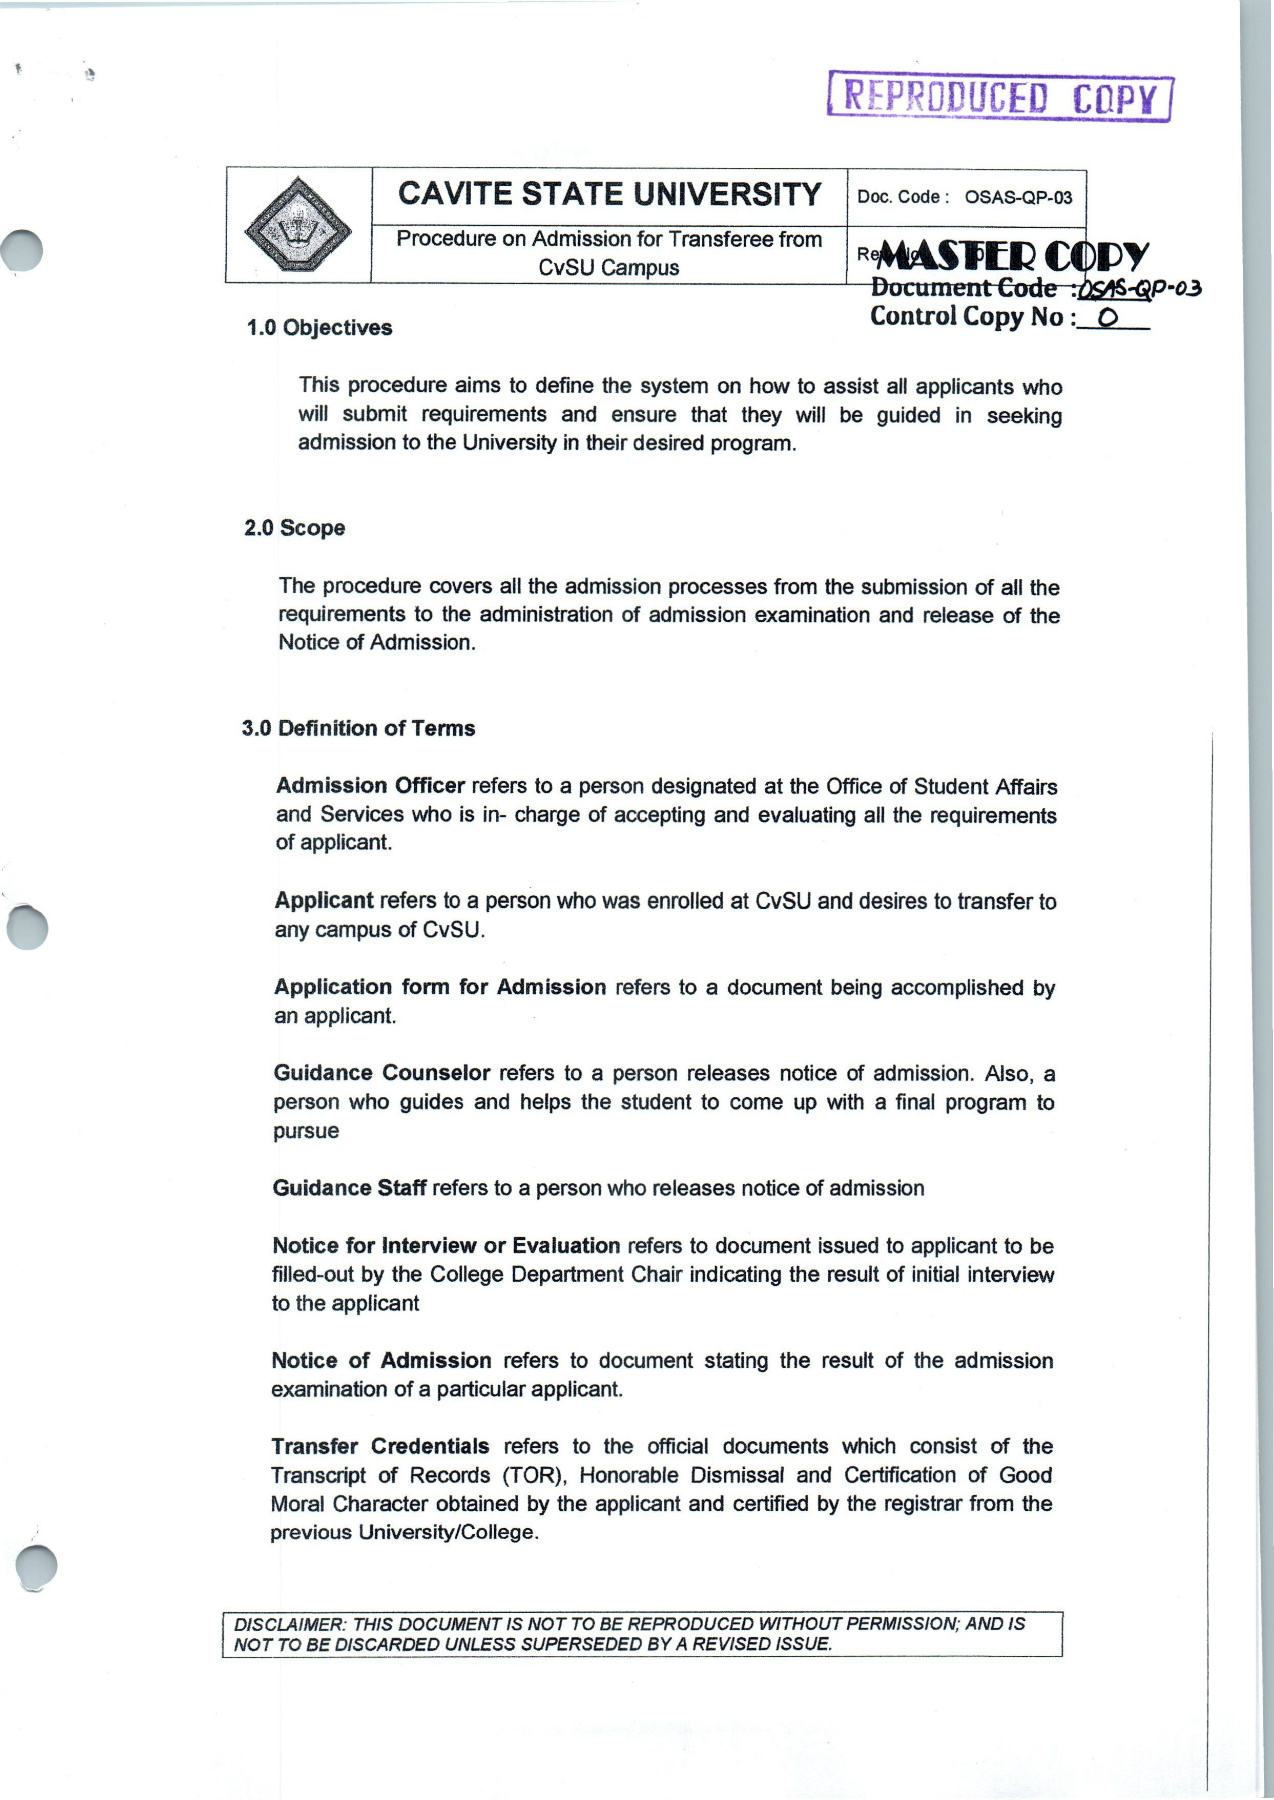 REPRODUCED COPY
CAVITE STATE UNIVERSITY
Doc. Code : OSAS-QP-03
Procedure on Admission for Transferee from
CvSU Campus
MASTER COPY
Document Code :OSAS-QP-03
Control Copy No : 0
1.0 Objectives
This procedure aims to define the system on how to assist all applicants who
will submit requirements and ensure that they will be guided in seeking
admission to the University in their desired program.
2.0 Scope
The procedure covers all the admission processes from the submission of all the
requirements to the administration of admission examination and release of the
Notice of Admission.
3.0 Definition of Terms
Admission Officer refers to a person designated at the Office of Student Affairs
and Services who is in- charge of accepting and evaluating all the requirements
of applicant.
Applicant refers to a person who was enrolled at CvSU and desires to transfer to
any campus of CvSU.
Application form for Admission refers to a document being accomplished by
an applicant.
Guidance Counselor refers to a person releases notice of admission. Also, a
person who guides and helps the student to come up with a final program to
pursue
Guidance Staff refers to a person who releases notice of admission
Notice for Interview or Evaluation refers to document issued to applicant to be
filled-out by the College Department Chair indicating the result of initial interview
to the applicant
Notice of Admission refers to document stating the result of the admission
examination of a particular applicant.
Transfer Credentials refers to the official documents which consist of the
Transcript of Records (TOR), Honorable Dismissal and Certification of Good
Moral Character obtained by the applicant and certified by the registrar from the
previous University/College.
DISCLAIMER: THIS DOCUMENT IS NOT TO BE REPRODUCED WITHOUT PERMISSION; AND IS
NOT TO BE DISCARDED UNLESS SUPERSEDED BY A REVISED ISSUE.